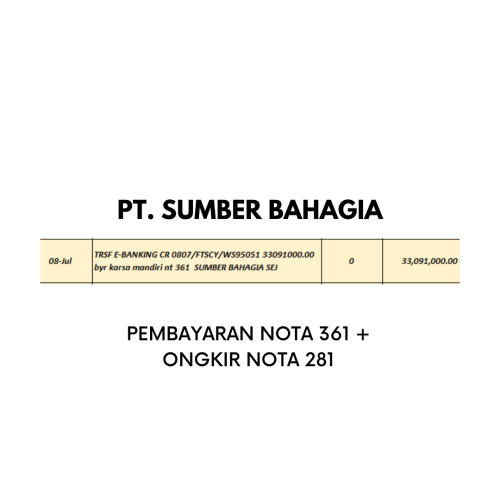 PT. SUMBER BAHAGIA
08-Jul TRSF E-BANKING CR 0807/FTSCY/WS95051 33091000.00 0 33,091,000.00
byr karsa mandiri nt 361 SUMBER BAHAGIA SEJ
PEMBAYARAN NOTA 361 +
ONGKIR NOTA 281